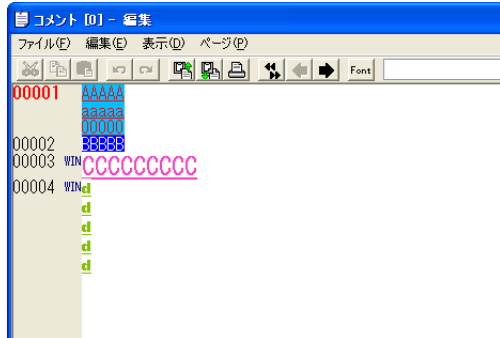 コメント [0] - 編集
ファイル(F) 編集(E) 表示(D) ページ(P)
Font
00001 AAAAA
aaaaa
00000
00002 BBBBB
00003 WIN CCCCCCCCC
00004 WIN d
d
d
d
d